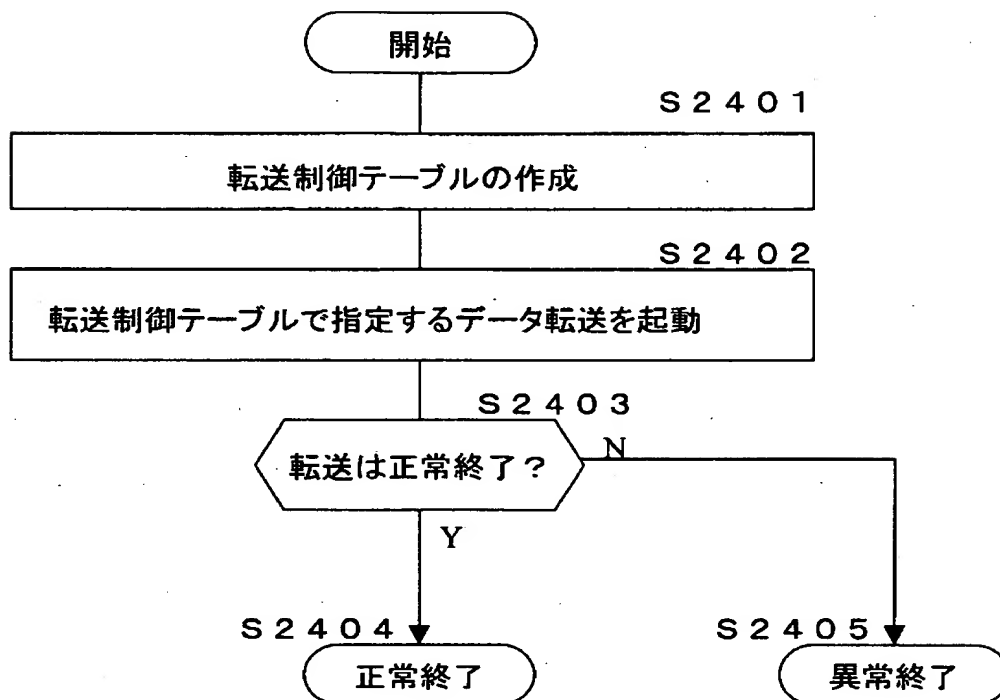 開始
S2401
転送制御テーブルの作成
S2402
転送制御テーブルで指定するデータ転送を起動
S2403
転送は正常終了?
N
Y
S2404
正常終了
S2405
異常終了